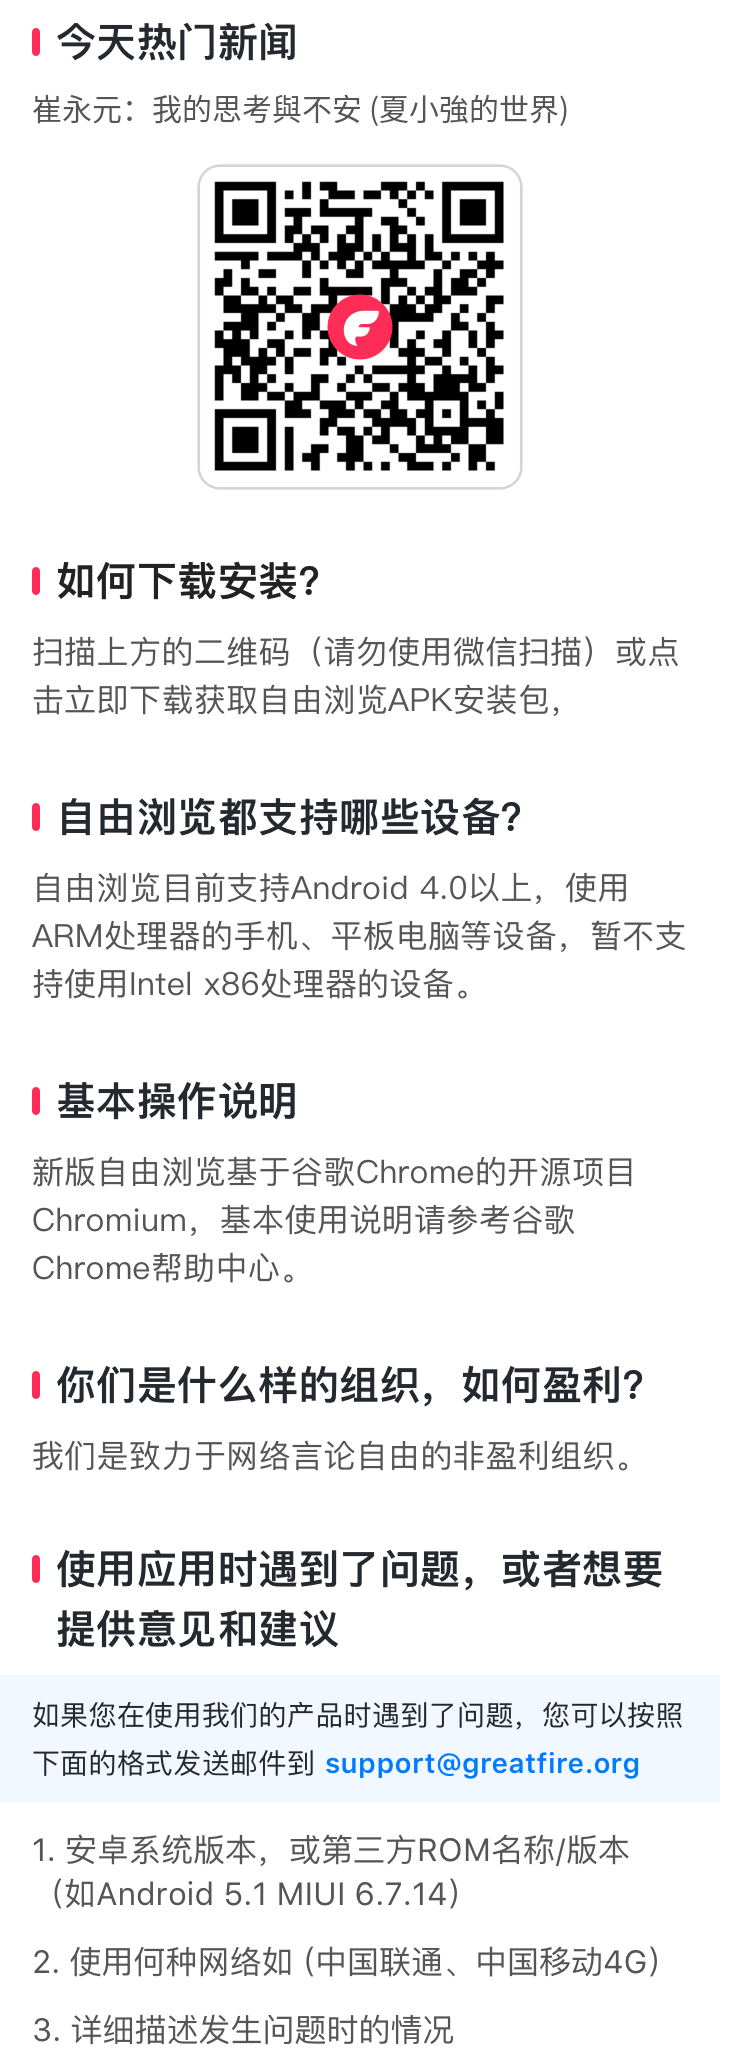 今天热门新闻
崔永元：我的思考與不安 (夏小強的世界)
如何下载安装?
扫描上方的二维码（请勿使用微信扫描）或点
击立即下载获取自由浏览APK安装包，
自由浏览都支持哪些设备?
自由浏览目前支持Android 4.0以上，使用
ARM处理器的手机、平板电脑等设备，暂不支
持使用Intel x86处理器的设备。
基本操作说明
新版自由浏览基于谷歌Chrome的开源项目
Chromium，基本使用说明请参考谷歌
Chrome帮助中心。
你们是什么样的组织，如何盈利?
我们是致力于网络言论自由的非盈利组织。
使用应用时遇到了问题，或者想要
提供意见和建议
如果您在使用我们的产品时遇到了问题，您可以按照
下面的格式发送邮件到 support@greatfire.org
1. 安卓系统版本，或第三方ROM名称/版本
（如Android 5.1 MIUI 6.7.14）
2. 使用何种网络如 (中国联通、中国移动4G）
3. 详细描述发生问题时的情况